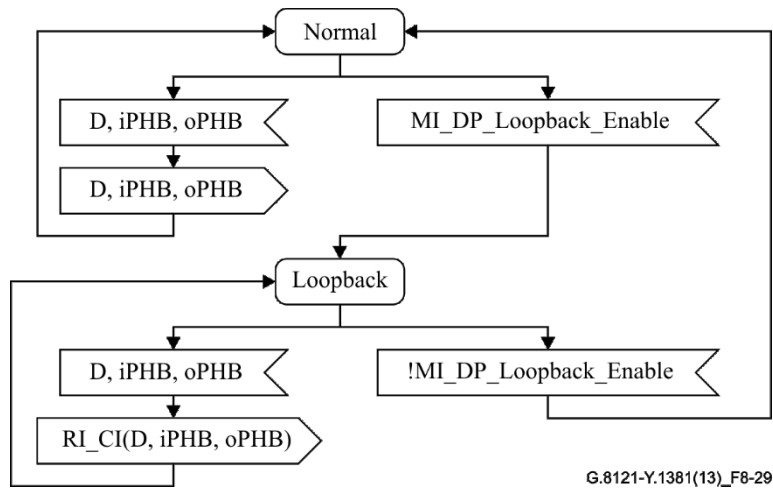 Normal
D, iPHB, oPHB
MI_DP_Loopback_Enable
D, iPHB, oPHB
Loopback
D, iPHB, oPHB
!MI_DP_Loopback_Enable
RI_CI(D, iPHB, oPHB)
G.8121-Y.1381(13)_F8-29